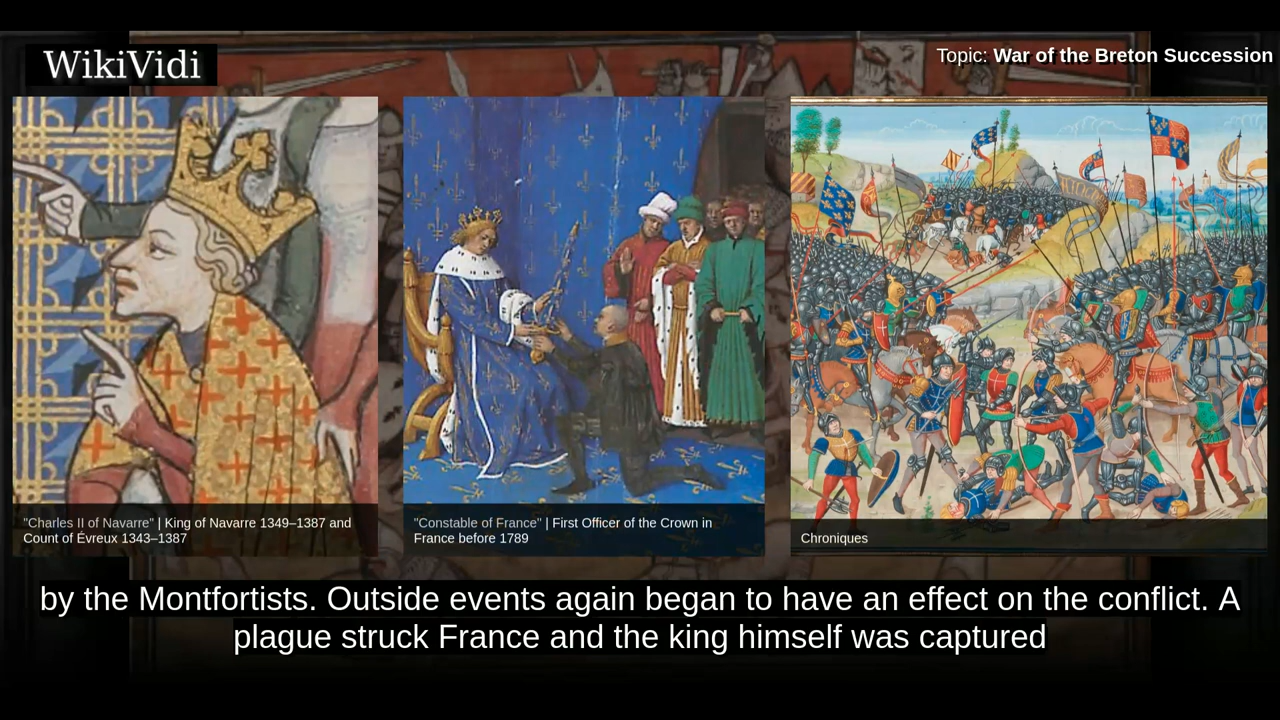 WikiVidi
Topic: War of the Breton Succession
"Charles II of Navarre" | King of Navarre 1349–1387 and
Count of Évreux 1343–1387
"Constable of France" | First Officer of the Crown in
France before 1789
Chroniques
by the Montfortists. Outside events again began to have an effect on the conflict. A
plague struck France and the king himself was captured